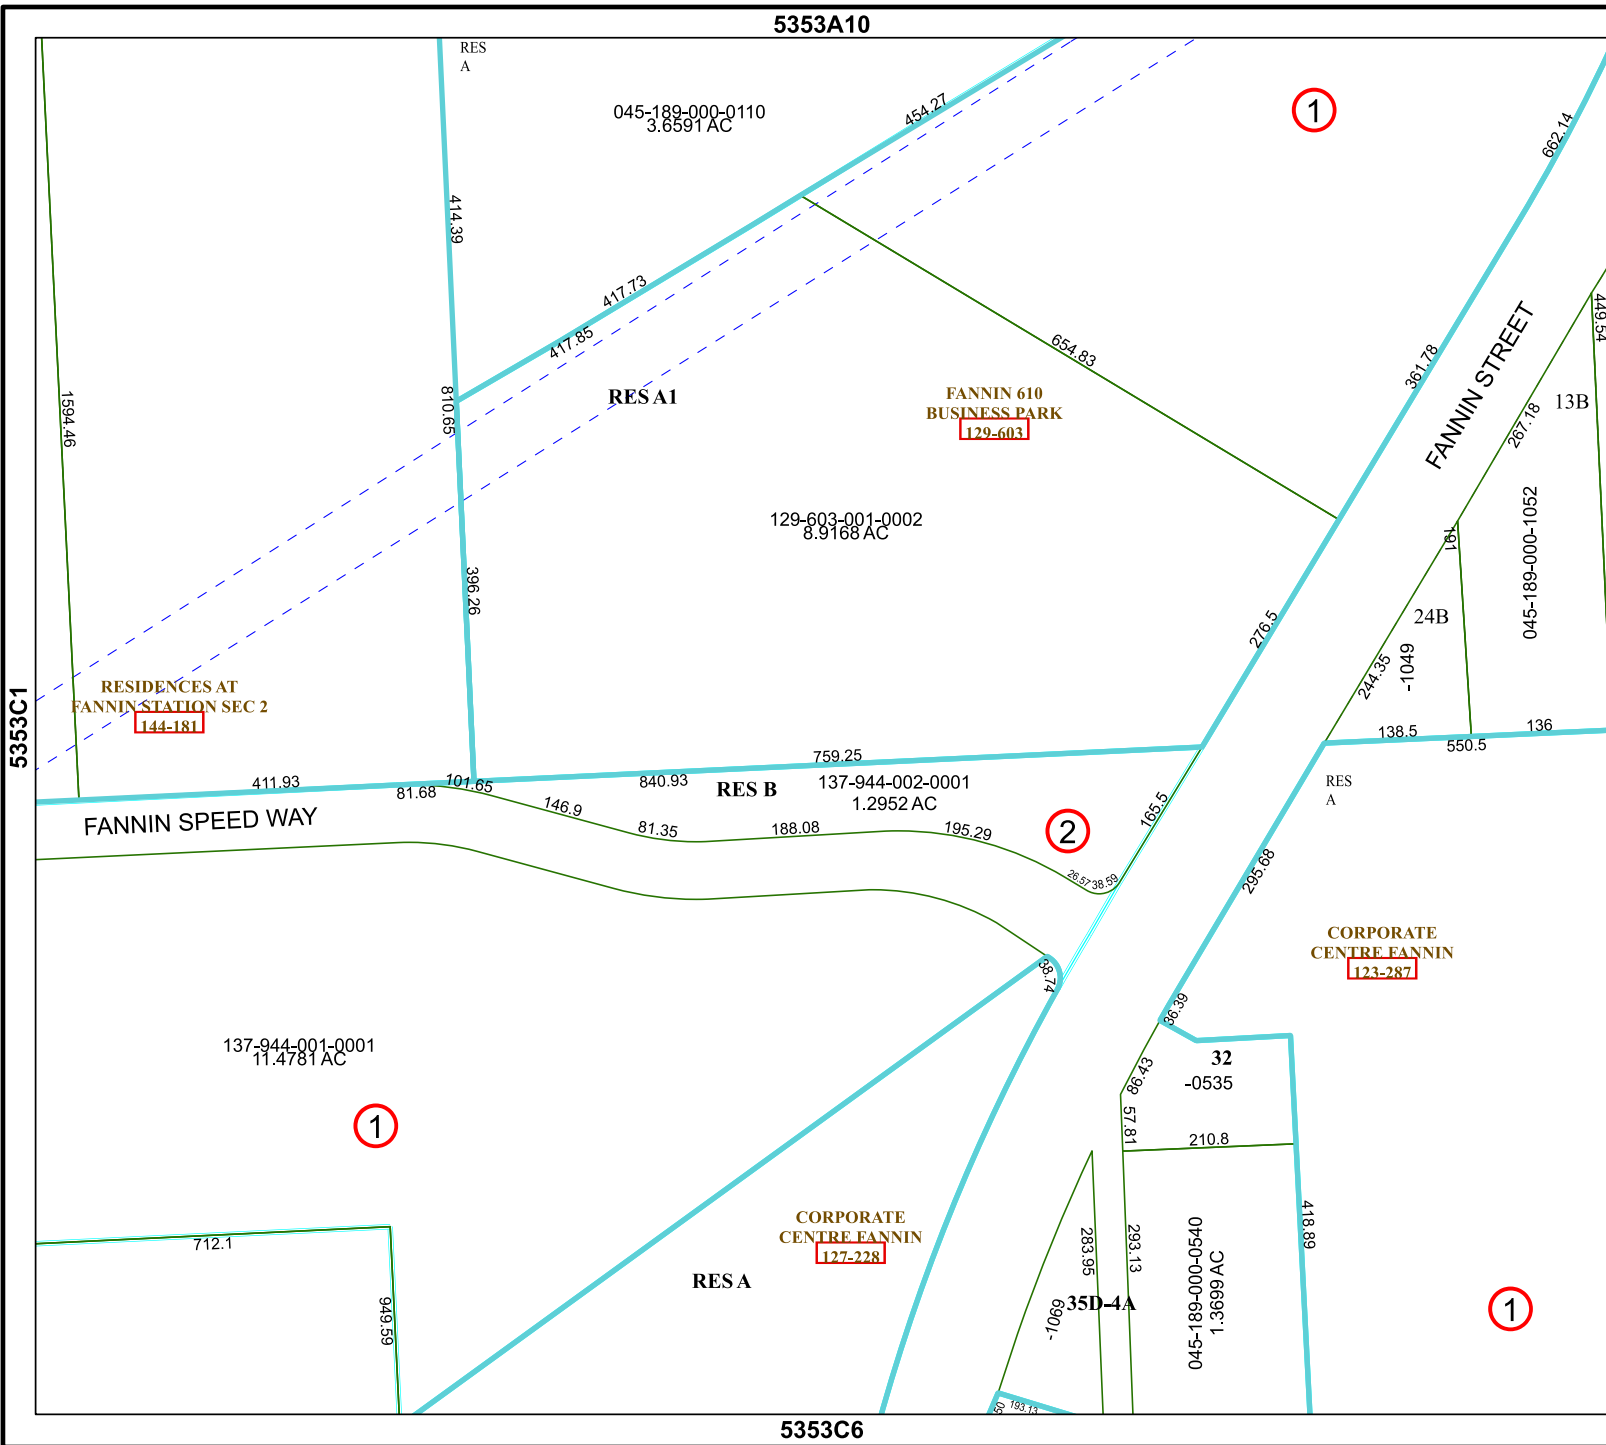 5353A10
RES
A
045-189-000-0110
3.6591 AC
454.27
1
662.14
414.39
417.73
417.85
654.83
361.78
FANNIN STREET
449.54
1594.46
810.65
RES A1
FANNIN 610
BUSINESS PARK
129-603
13B
267.18
129-603-001-0002
8.9168 AC
191
045-189-000-1052
396.26
276.5
24B
-1049
244.35
RESIDENCES AT
FANNIN STATION SEC 2
144-181
5353C1
138.5
550.5
136
759.25
411.93
81.68
101.65
840.93
RES B
137-944-002-0001
1.2952 AC
RES
A
FANNIN SPEED WAY
146.9
81.35
188.08
195.29
2
165.5
26.57
38.59
295.68
CORPORATE
CENTRE FANNIN
123-287
38.74
36.39
137-944-001-0001
11.4781 AC
32
-0535
86.43
57.81
1
210.8
CORPORATE
CENTRE FANNIN
127-228
712.1
283.95
293.13
045-189-000-0540
1.3699 AC
418.89
RES A
949.59
-1069
35D-4A
1
50
193.13
5353C6